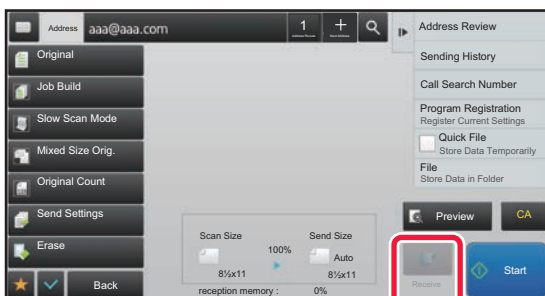 Address aaa@aaa.com 1
Original
Job Build
Slow Scan Mode
Mixed Size Orig.
Original Count
Send Settings
Erase
Back
Scan Size Send Size
100% Auto
8½x11 8½x11
reception memory : 0%
Address Review
Sending History
Call Search Number
Program Registration
Register Current Settings
Quick File
Store Data Temporarily
File
Store Data in Folder
Preview CA
Receive Start